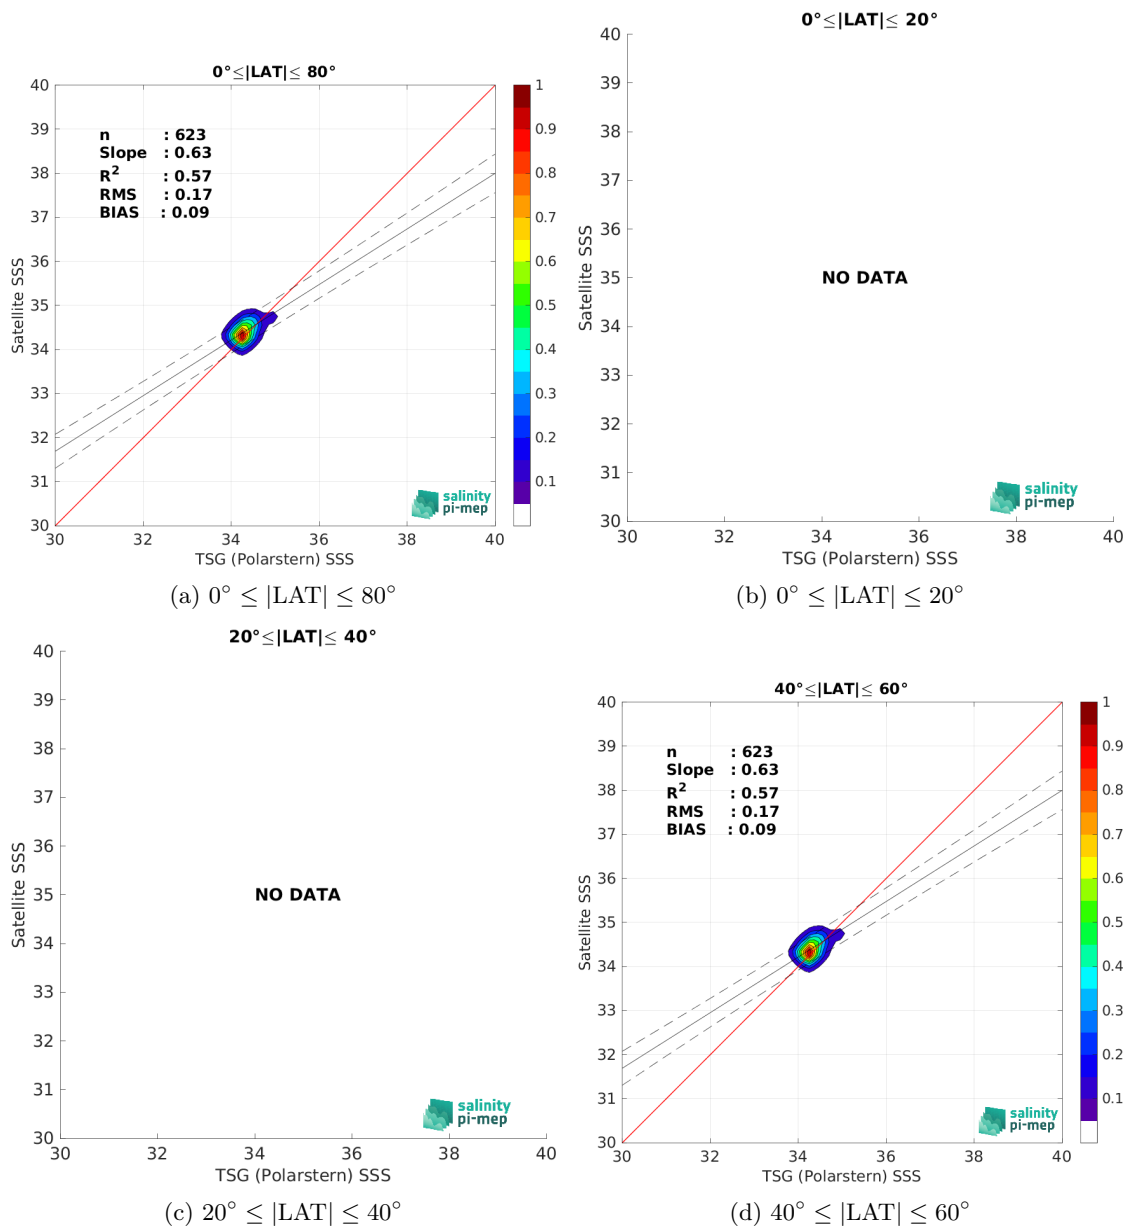 0°≤|LAT|≤ 80°
40
39
38
37
36
35
34
33
32
31
30
Satellite SSS
n : 623
Slope : 0.63
R² : 0.57
RMS : 0.17
BIAS : 0.09
1
0.9
0.8
0.7
0.6
0.5
0.4
0.3
0.2
0.1
salinity
pi-mep
30 32 34 36 38 40
TSG (Polarstern) SSS
(a) 0° ≤ |LAT| ≤ 80°
0°≤|LAT|≤ 20°
40
39
38
37
36
35
34
33
32
31
30
Satellite SSS
NO DATA
salinity
pi-mep
30 32 34 36 38 40
TSG (Polarstern) SSS
(b) 0° ≤ |LAT| ≤ 20°
20°≤|LAT|≤ 40°
40
39
38
37
36
35
34
33
32
31
30
Satellite SSS
NO DATA
salinity
pi-mep
30 32 34 36 38 40
TSG (Polarstern) SSS
(c) 20° ≤ |LAT| ≤ 40°
40°≤|LAT|≤ 60°
40
39
38
37
36
35
34
33
32
31
30
Satellite SSS
n : 623
Slope : 0.63
R² : 0.57
RMS : 0.17
BIAS : 0.09
1
0.9
0.8
0.7
0.6
0.5
0.4
0.3
0.2
0.1
salinity
pi-mep
30 32 34 36 38 40
TSG (Polarstern) SSS
(d) 40° ≤ |LAT| ≤ 60°